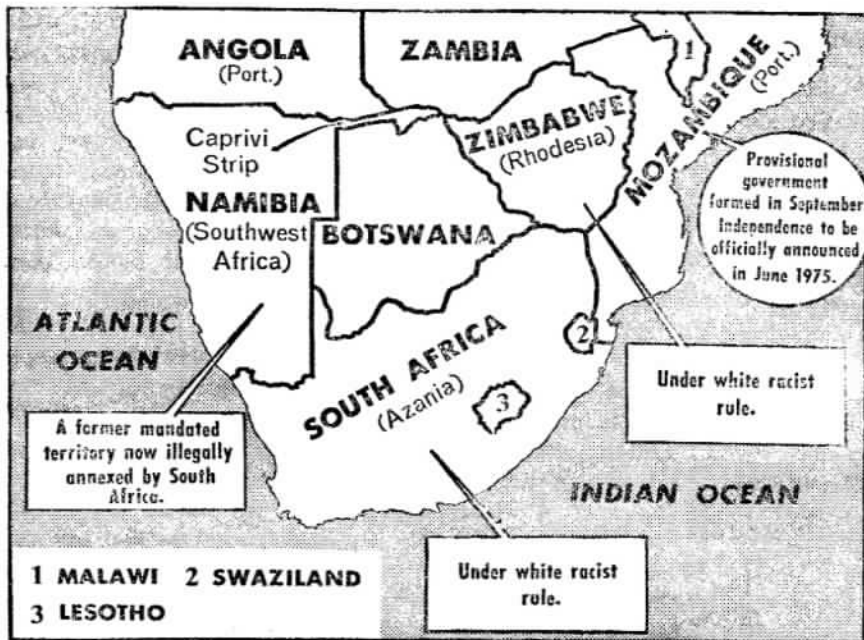 ANGOLA
(Port.)
ZAMBIA
1
MOZAMBIQUE
(Port.)
Caprivi
Strip
ZIMBABWE
(Rhodesia)
Provisional
government
formed in September
Independence to be
officially announced
in June 1975.
NAMIBIA
(Southwest
Africa)
BOTSWANA
ATLANTIC
OCEAN
2
SOUTH AFRICA
(Azania)
3
Under white racist
rule.
A former mandated
territory now illegally
annexed by South
Africa.
INDIAN OCEAN
Under white racist
rule.
1 MALAWI 2 SWAZILAND
3 LESOTHO